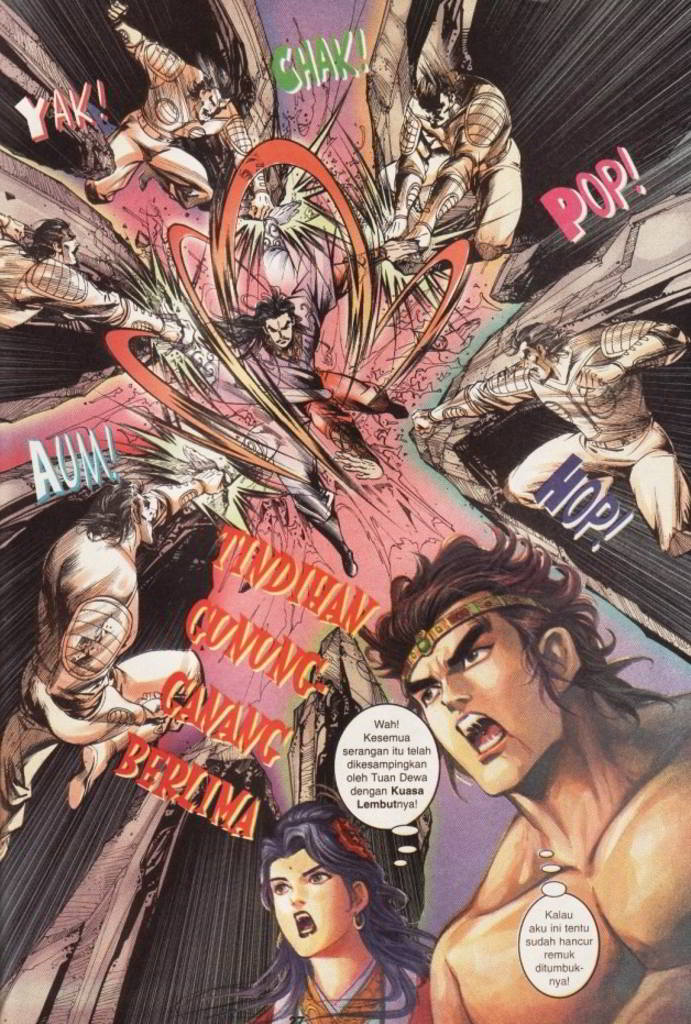 CHAK!
YAK!
POP!
AUM!
HOP!
TINDIHAN
GUNUNG-
GANANG
BERLIMA
Wah!
Kesemua
serangan itu telah
dikesampingkan
oleh Tuan Dewa
dengan Kuasa
Lembutnya!
Kalau
aku ini tentu
sudah hancur
remuk
ditumbuk-
nya!
27